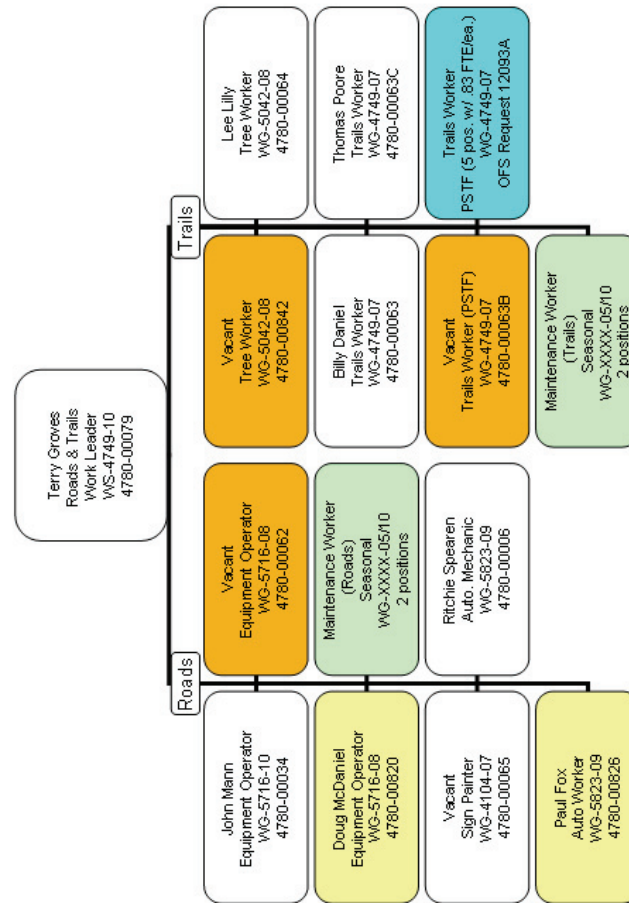 Terry Groves
Roads & Trails
Work Leader
WS-4749-10
4780-00079
Roads
John Mann
Equipment Operator
WG-5716-10
4780-00034
Vacant
Equipment Operator
WG-5716-08
4780-00062
Doug McDaniel
Equipment Operator
WG-5716-08
4780-00820
Maintenance Worker
(Roads)
Seasonal
WG-XXXX-05/10
2 positions
Vacant
Sign Painter
WG-4104-07
4780-00065
Ritchie Spearen
Auto. Mechanic
WG-5823-09
4780-00006
Paul Fox
Auto Worker
WG-5823-09
4780-00826
Trails
Vacant
Tree Worker
WG-5042-08
4780-00842
Lee Lilly
Tree Worker
WG-5042-08
4780-00064
Billy Daniel
Trails Worker
WG-4749-07
4780-00063
Thomas Poore
Trails Worker
WG-4749-07
4780-00063C
Vacant
Trails Worker (PSTF)
WG-4749-07
4780-00063B
Trails Worker
PSTF (5 pos. w/ .83 FTE/ea.)
WG-4749-07
OFS Request 12093A
Maintenance Worker
(Trails)
Seasonal
WG-XXXX-05/10
2 positions